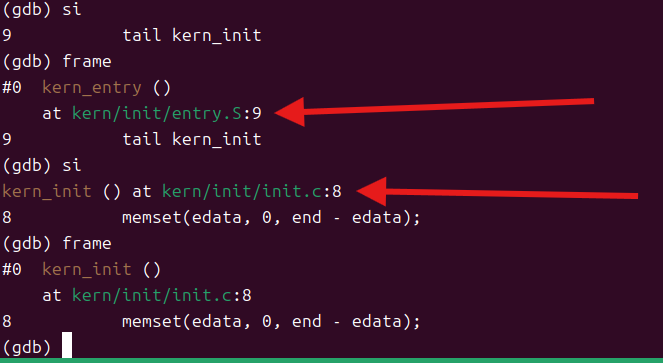 (gdb) si
9 tail kern_init
(gdb) frame
#0 kern_entry ()
at kern/init/entry.S:9
9 tail kern_init
(gdb) si
kern_init () at kern/init/init.c:8
8 memset(edata, 0, end - edata);
(gdb) frame
#0 kern_init ()
at kern/init/init.c:8
8 memset(edata, 0, end - edata);
(gdb)